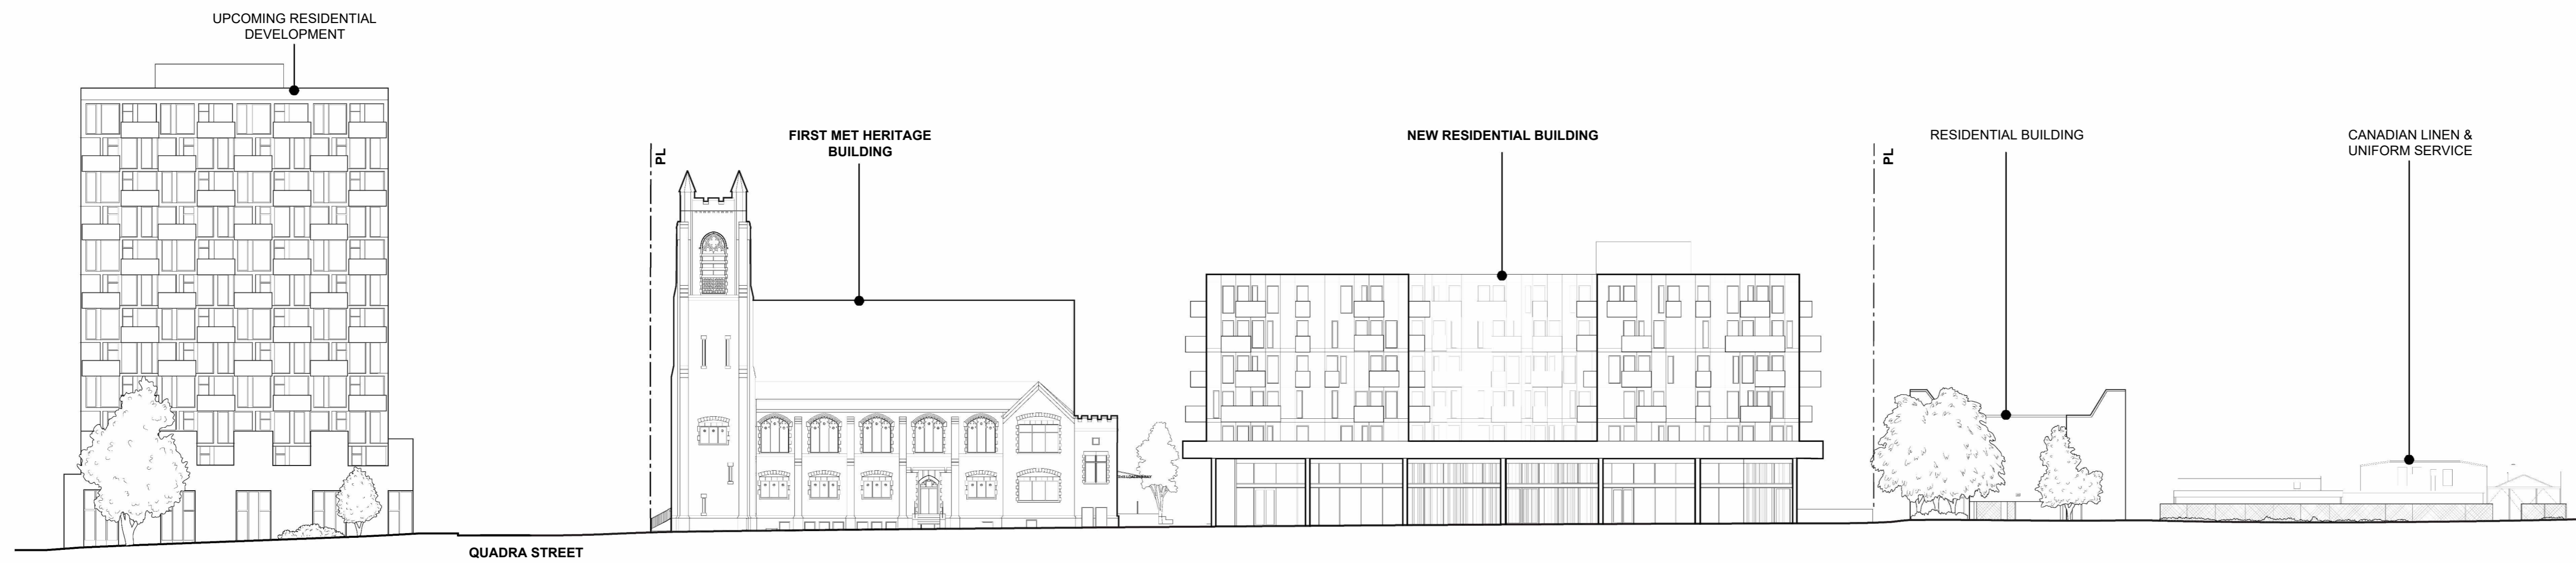 UPCOMING RESIDENTIAL
DEVELOPMENT
FIRST MET HERITAGE
BUILDING
NEW RESIDENTIAL BUILDING
RESIDENTIAL BUILDING
CANADIAN LINEN &
UNIFORM SERVICE
PL
PL
QUADRA STREET